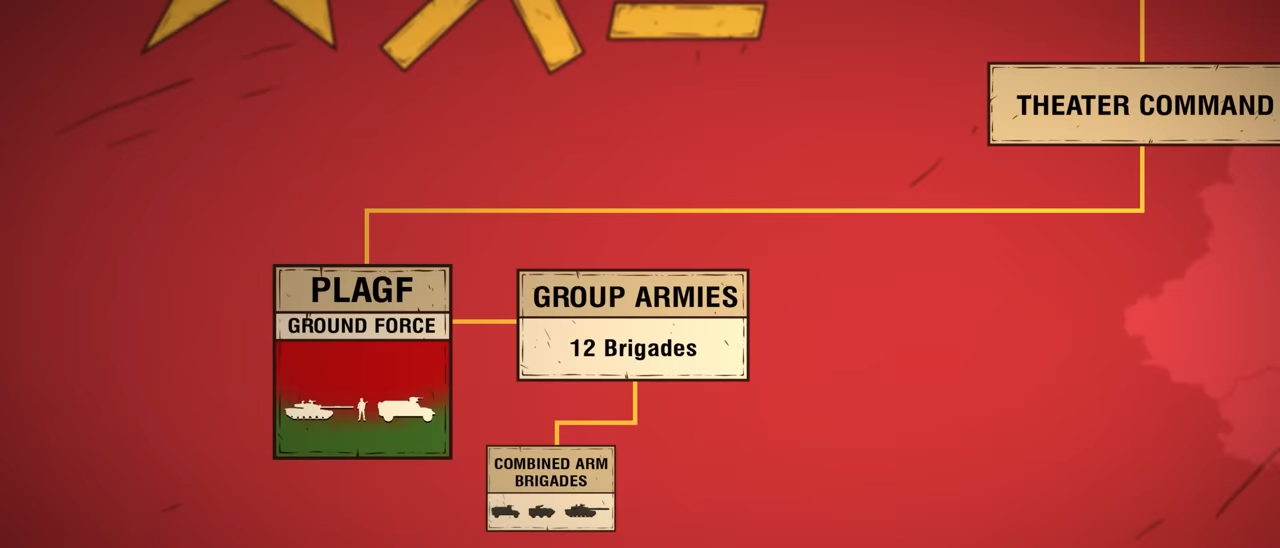 THEATER COMMAND
PLAGF
GROUND FORCE
GROUP ARMIES
12 Brigades
COMBINED ARM
BRIGADES